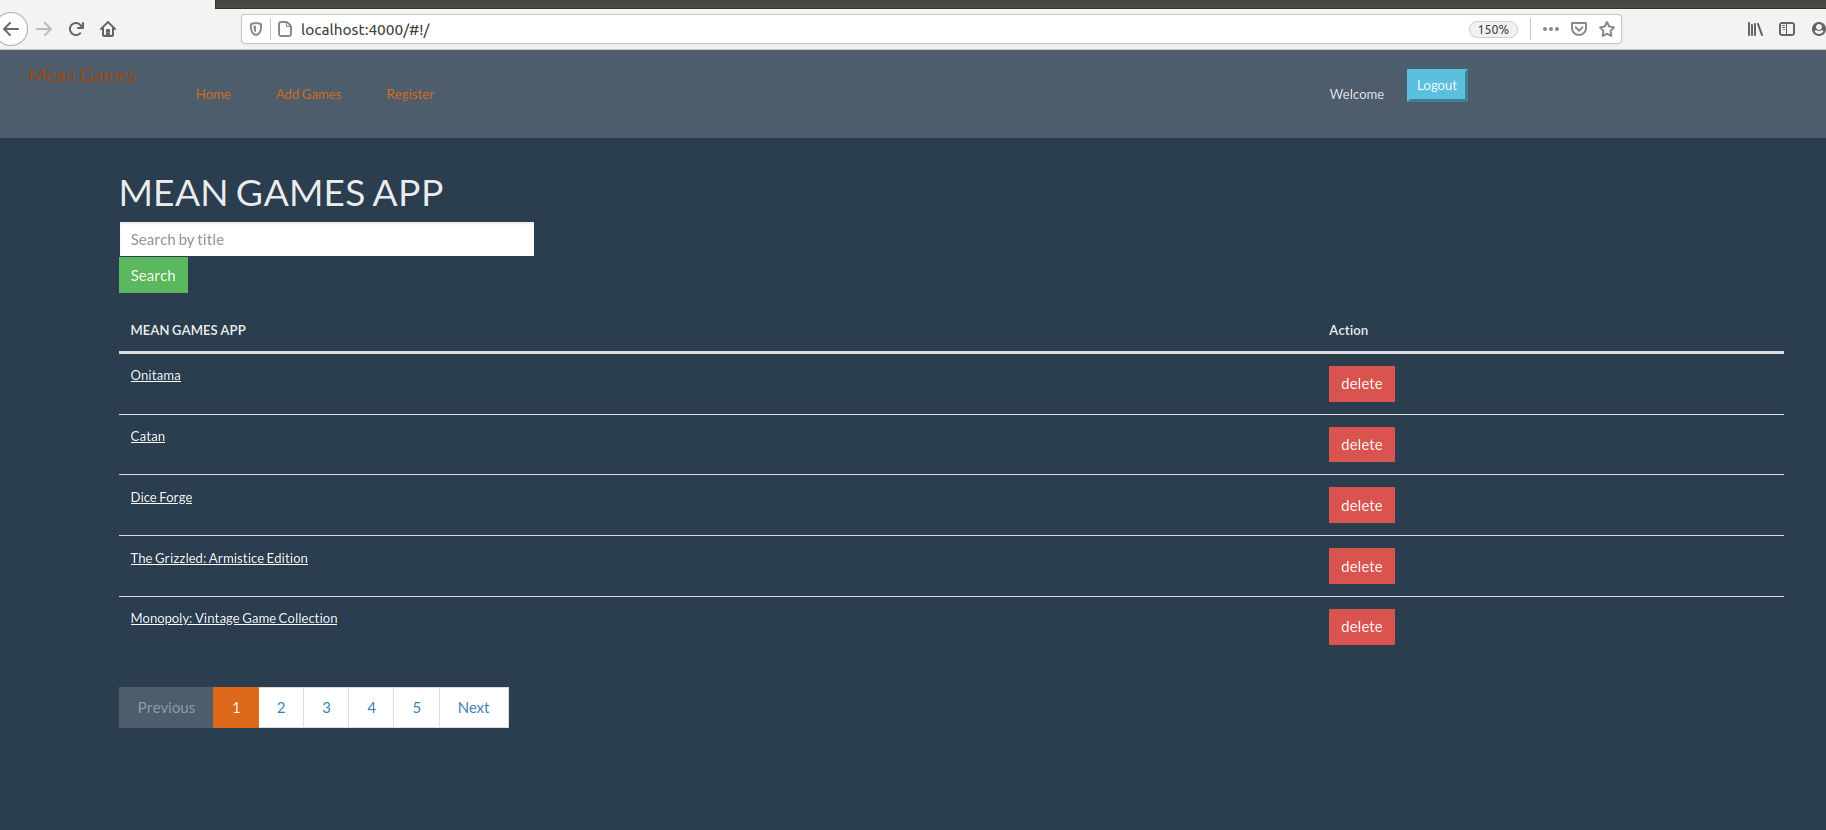 localhost:4000/#!/
150%
Mean Games
Home Add Games Register Welcome Logout
MEAN GAMES APP
Search by title
Search
MEAN GAMES APP Action
Onitama delete
Catan delete
Dice Forge delete
The Grizzled: Armistice Edition delete
Monopoly: Vintage Game Collection delete
Previous 1 2 3 4 5 Next